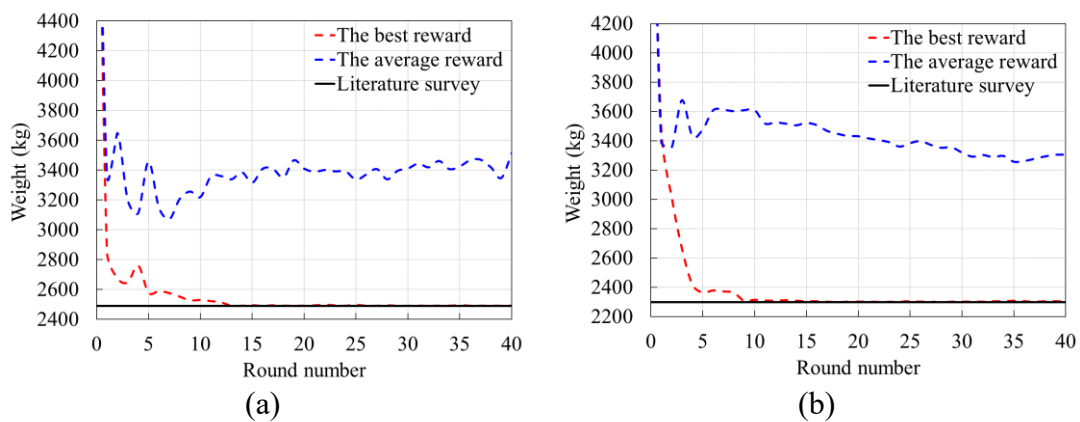 4400
4200
4000
3800
3600
3400
3200
3000
2800
2600
2400
Weight (kg)
The best reward
The average reward
Literature survey
0 5 10 15 20 25 30 35 40
Round number
(a)
4200
4000
3800
3600
3400
3200
3000
2800
2600
2400
2200
Weight (kg)
The best reward
The average reward
Literature survey
0 5 10 15 20 25 30 35 40
Round number
(b)